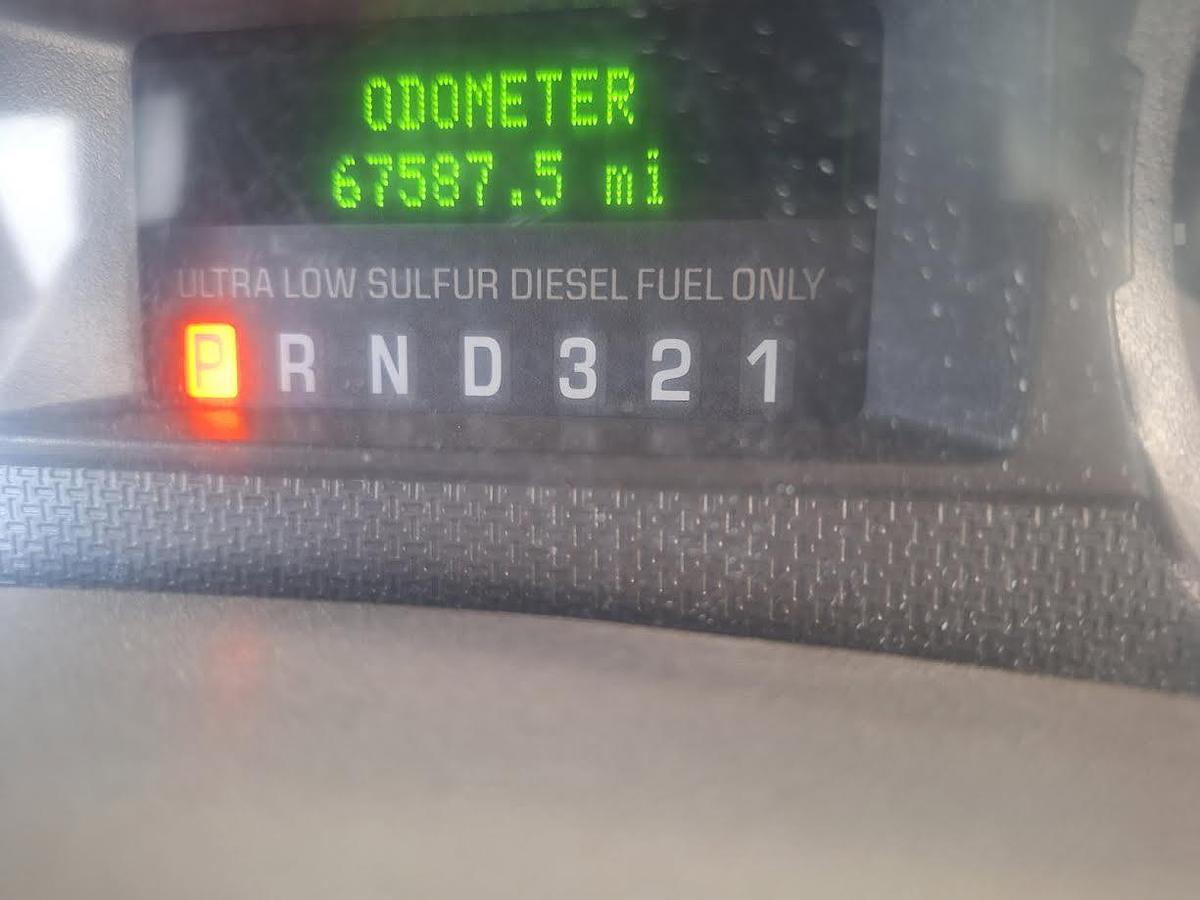 ODOMETER
67587.5 mi
ULTRA LOW SULFUR DIESEL FUEL ONLY
P R N D 3 2 1